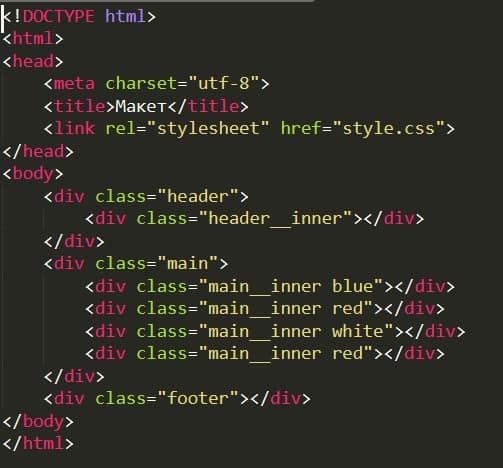 <!DOCTYPE html>
<html>
<head>
    <meta charset="utf-8">
    <title>Макет</title>
    <link rel="stylesheet" href="style.css">
</head>
<body>
    <div class="header">
        <div class="header__inner"></div>
    </div>
    <div class="main">
        <div class="main__inner blue"></div>
        <div class="main__inner red"></div>
        <div class="main__inner white"></div>
        <div class="main__inner red"></div>
    </div>
    <div class="footer"></div>
</body>
</html>